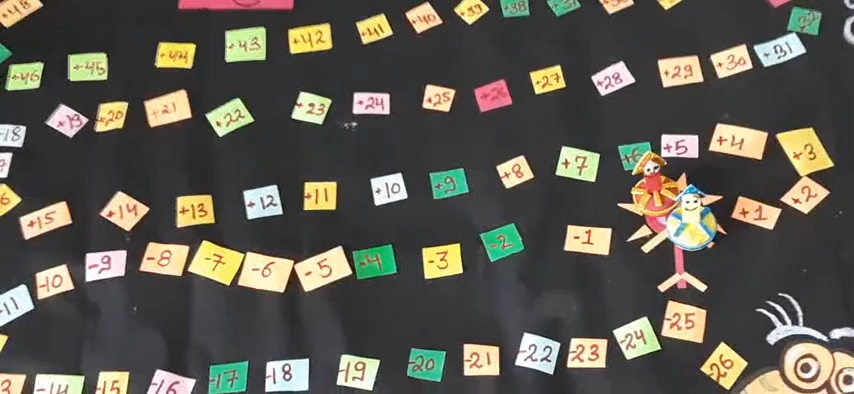 +48 +41 +40 +39 +38 +37
+46 +45 +44 +43 +42 +31
+19 +20 +21 +22 +23 +24 +25 +26 +27 +28 +29 +30
+15 +14 +13 +12 +11 +10 +9 +8 +7 +6 +5 +4 +3
+1 +2
-11 -10 -9 -8 -7 -6 -5 -4 -3 -2 -1
-14 -15 -16 -17 -18 -19 -20 -21 -22 -23 -24 -25 -26